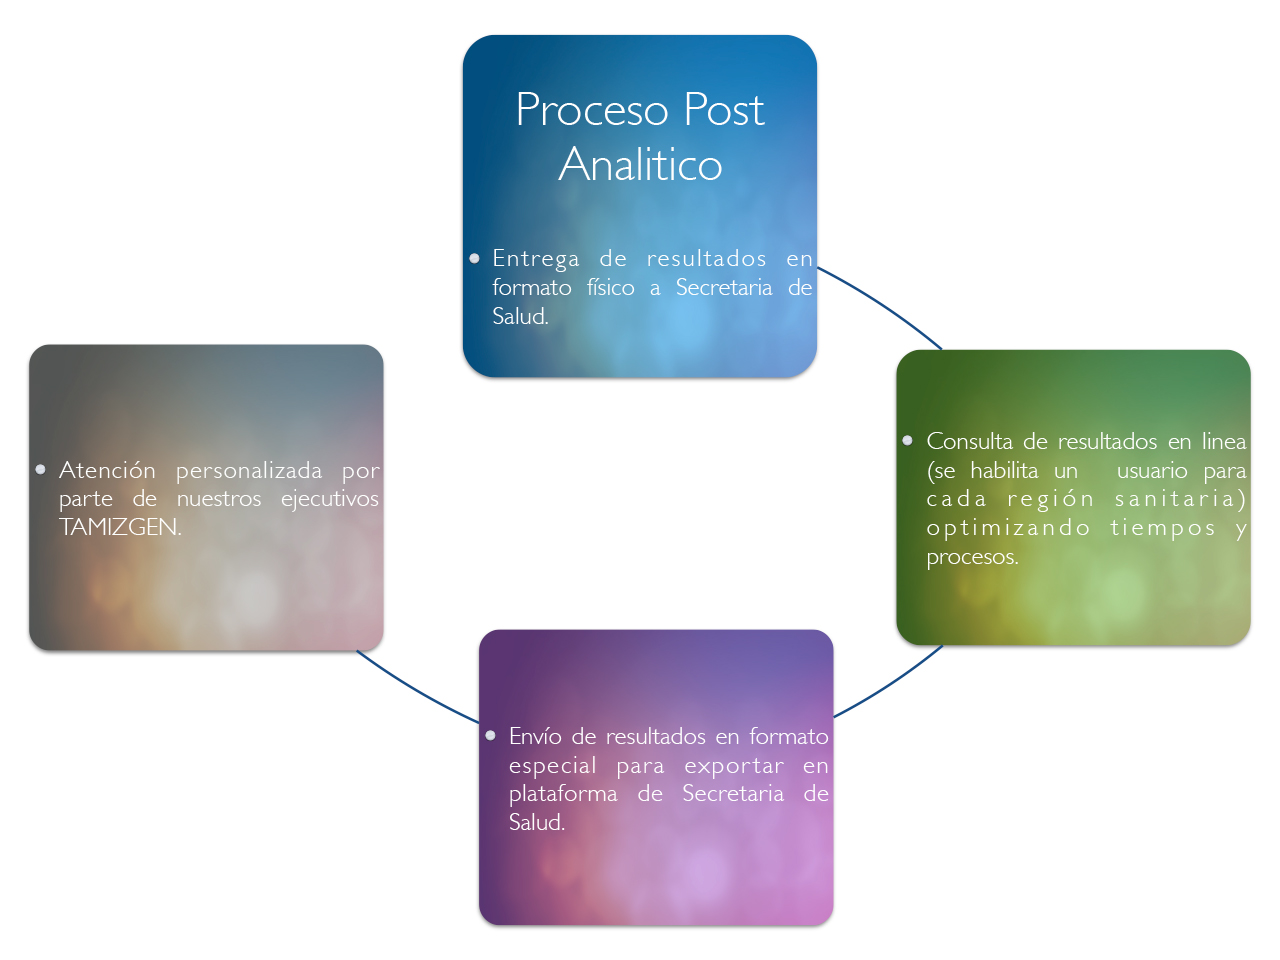 Proceso Post
Analitico
• Entrega de resultados en
formato físico a Secretaria de
Salud.
• Consulta de resultados en linea
(se habilita un usuario para
cada región sanitaria)
optimizando tiempos y
procesos.
• Envío de resultados en formato
especial para exportar en
plataforma de Secretaria de
Salud.
• Atención personalizada por
parte de nuestros ejecutivos
TAMIZGEN.